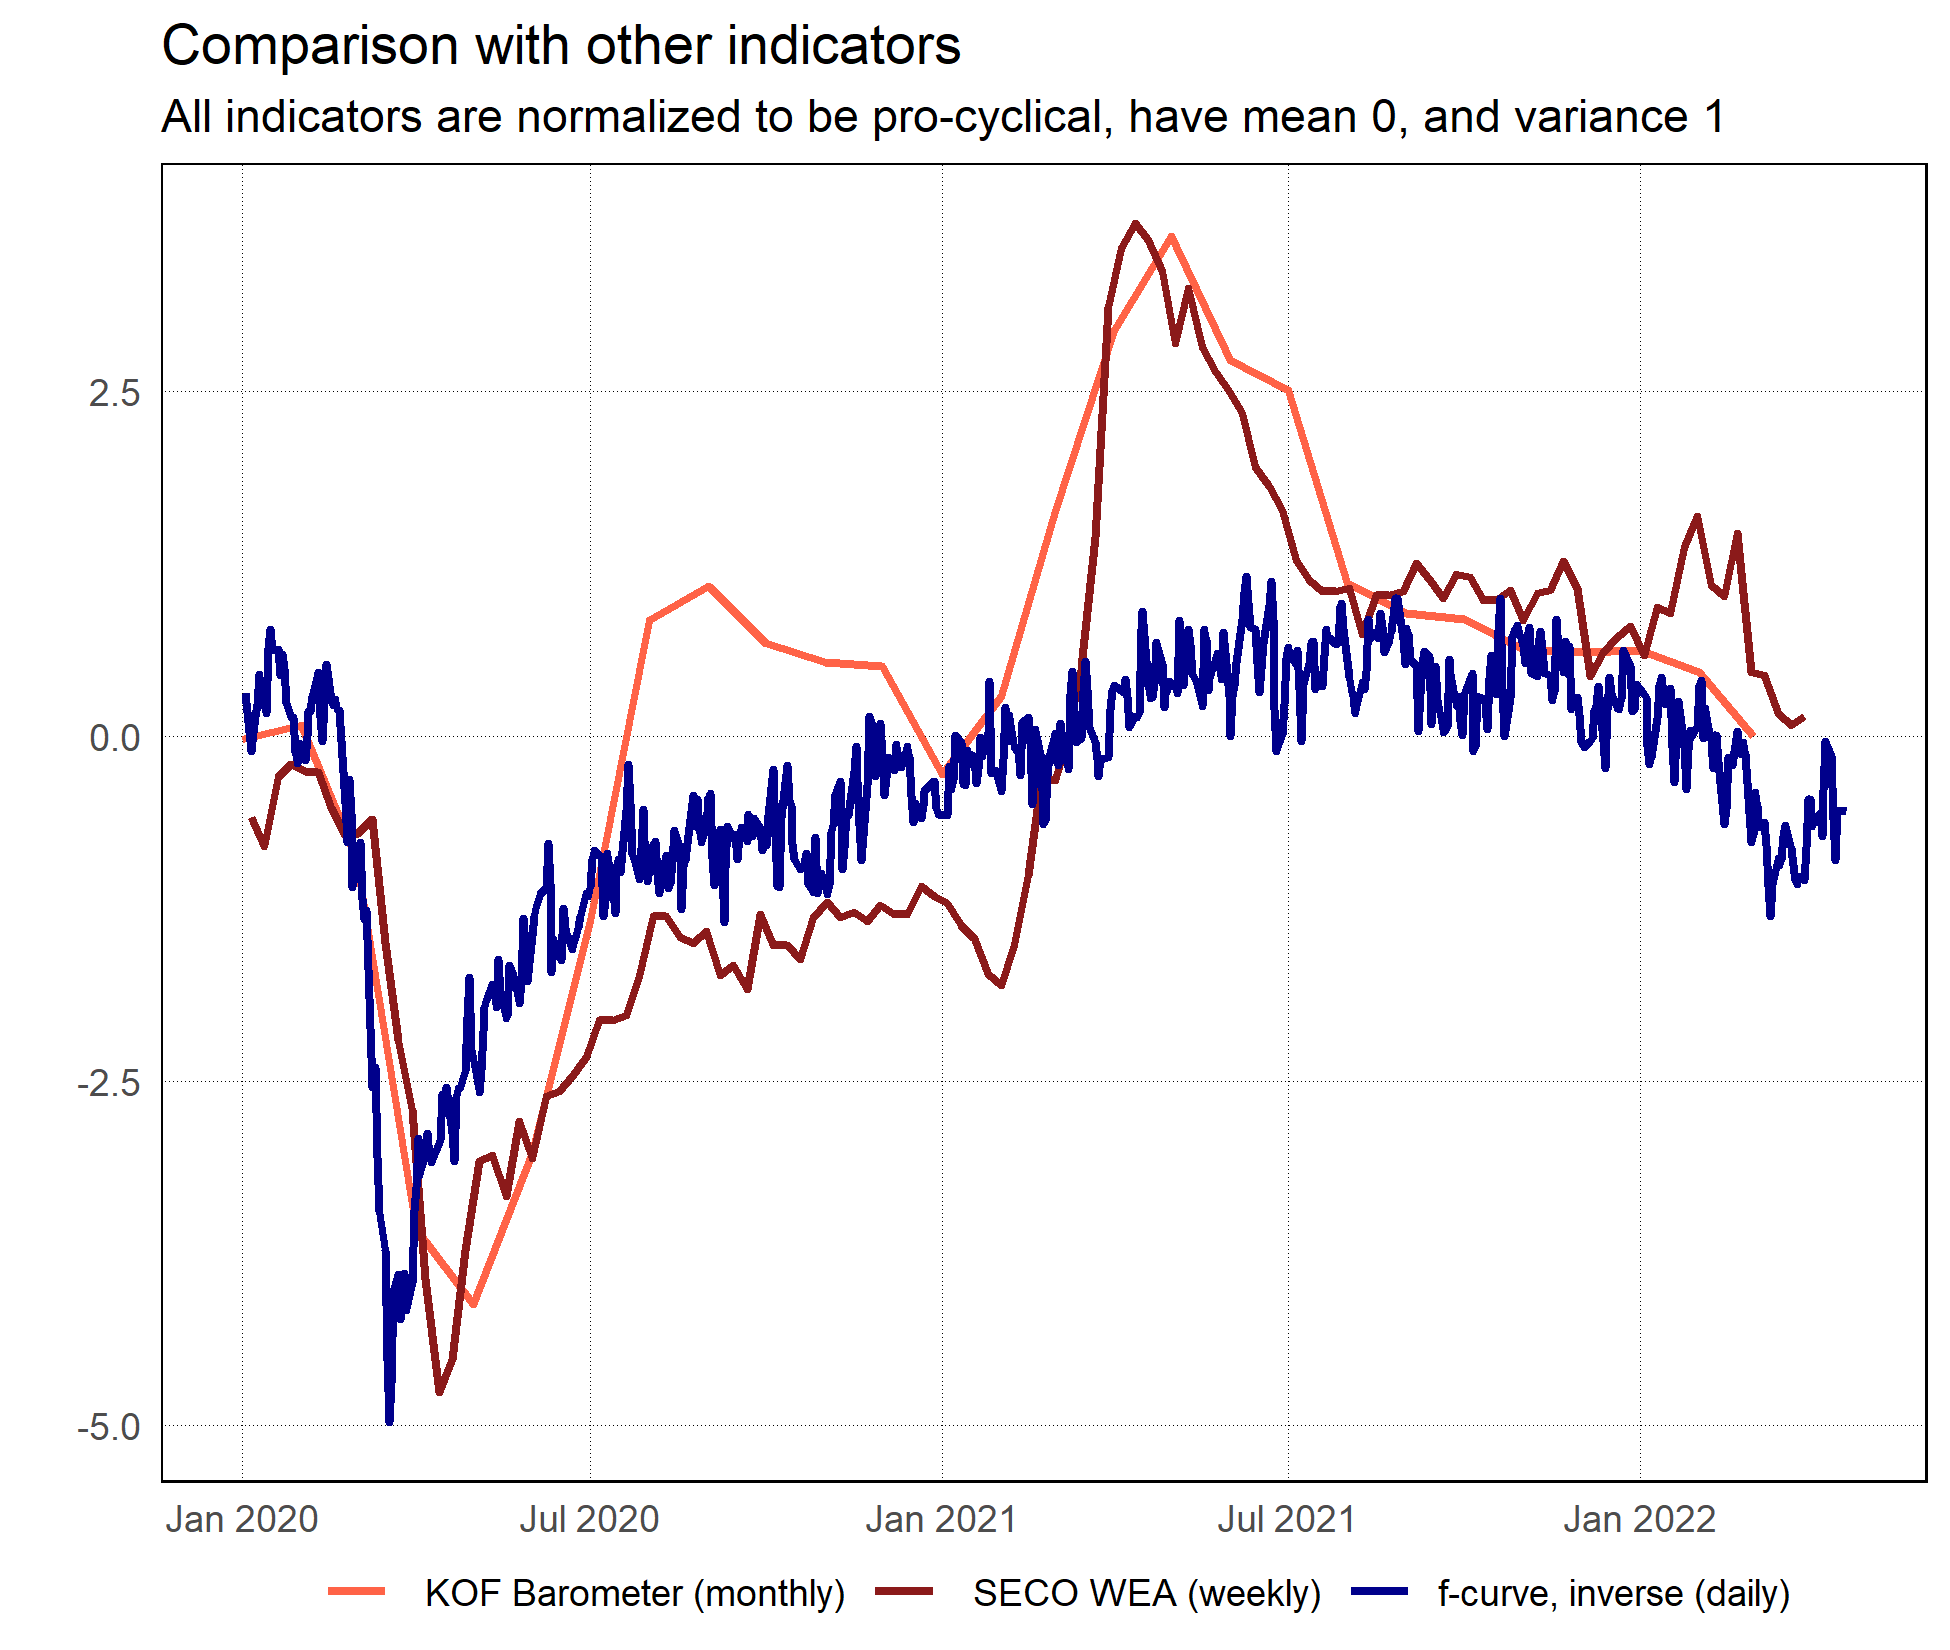 Comparison with other indicators
All indicators are normalized to be pro-cyclical, have mean 0, and variance 1
2.5
0.0
-2.5
-5.0
Jan 2020 Jul 2020 Jan 2021 Jul 2021 Jan 2022
KOF Barometer (monthly) SECO WEA (weekly) f-curve, inverse (daily)